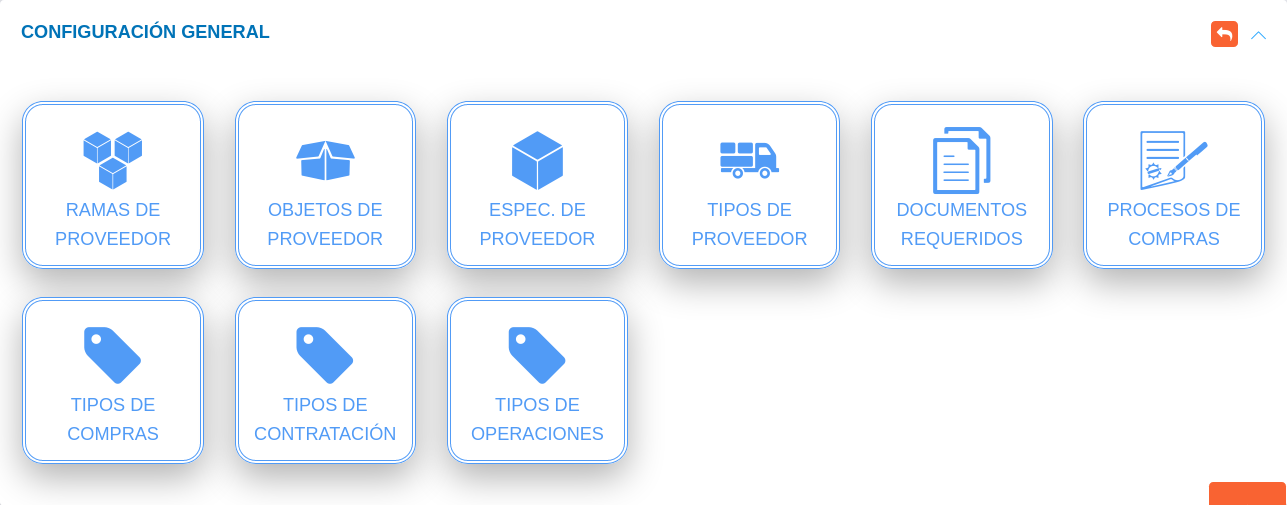 CONFIGURACIÓN GENERAL
RAMAS DE
PROVEEDOR
OBJETOS DE
PROVEEDOR
ESPEC. DE
PROVEEDOR
TIPOS DE
PROVEEDOR
DOCUMENTOS
REQUERIDOS
PROCESOS DE
COMPRAS
TIPOS DE
COMPRAS
TIPOS DE
CONTRATACIÓN
TIPOS DE
OPERACIONES